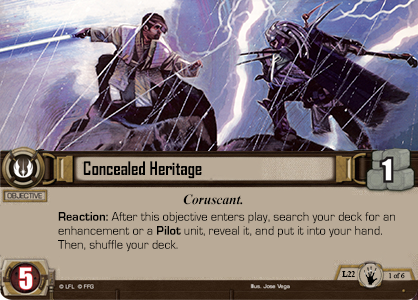 Concealed Heritage
1
OBJECTIVE
Coruscant.
Reaction: After this objective enters play, search your deck for an
enhancement or a Pilot unit, reveal it, and put it into your hand.
Then, shuffle your deck.
5
© LFL © FFG
Illus. Jose Vega
L22
1 of 6